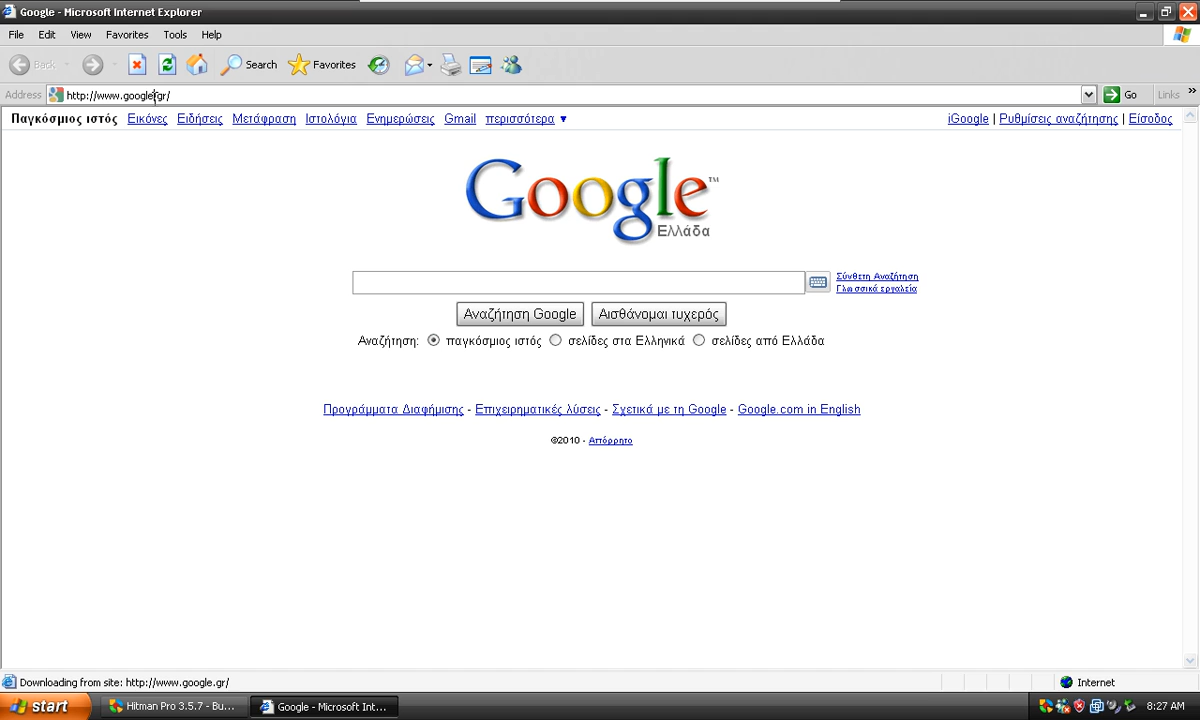 Google - Microsoft Internet Explorer
File Edit View Favorites Tools Help
Back Search Favorites
Address http://www.google.gr/ Go Links »
Παγκόσμιος ιστός Εικόνες Ειδήσεις Μετάφραση Ιστολόγια Ενημερώσεις Gmail περισσότερα ▼ iGoogle | Ρυθμίσεις αναζήτησης | Είσοδος
Google™
Ελλάδα
Σύνθετη Αναζήτηση
Γλωσσικά εργαλεία
Αναζήτηση Google Αισθάνομαι τυχερός
Αναζήτηση: παγκόσμιος ιστός σελίδες στα Ελληνικά σελίδες από Ελλάδα
Προγράμματα Διαφήμισης - Επιχειρηματικές λύσεις - Σχετικά με τη Google - Google.com in English
©2010 - Απόρρητο
Downloading from site: http://www.google.gr/ Internet
start Hitman Pro 3.5.7 - Bu... Google - Microsoft Int... 8:27 AM